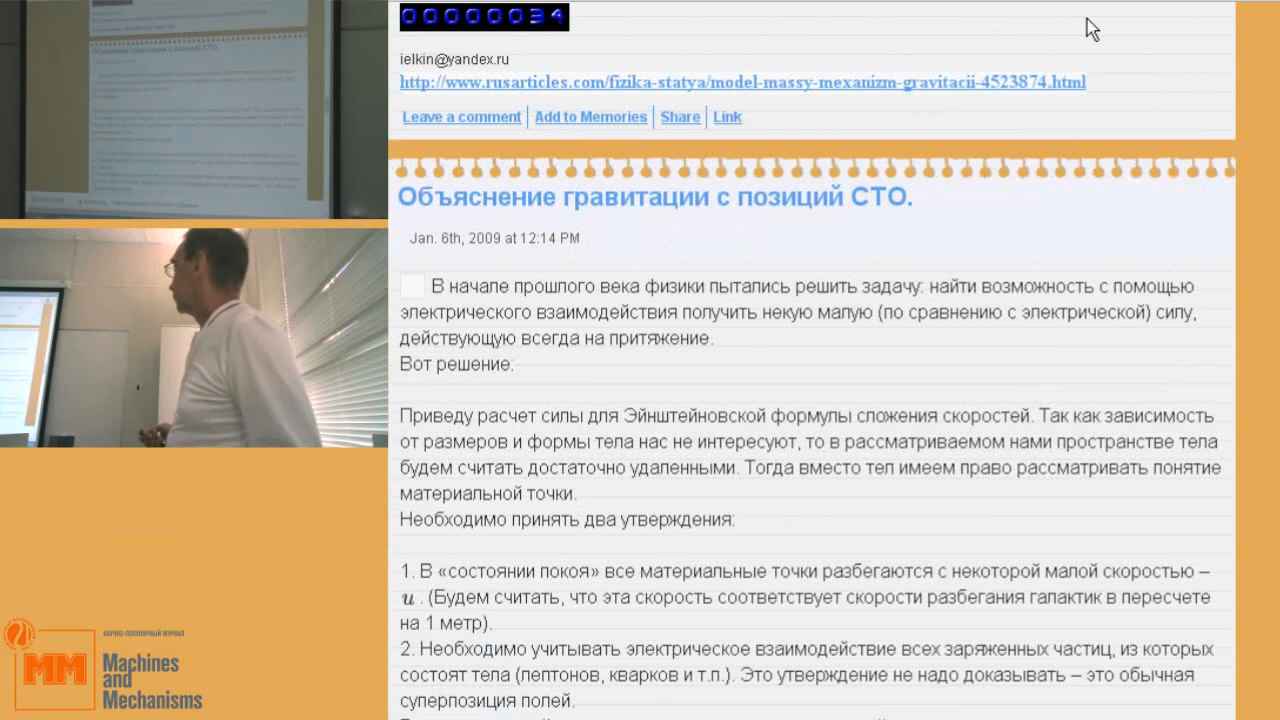 00000034
ielkin@yandex.ru
http://www.rusarticles.com/fizika-statya/model-massy-mexanizm-gravitacii-4523874.html
Leave a comment Add to Memories Share Link
Объяснение гравитации с позиций СТО.
Jan. 6th, 2009 at 12:14 PM
В начале прошлого века физики пытались решить задачу: найти возможность с помощью
электрического взаимодействия получить некую малую (по сравнению с электрической) силу,
действующую всегда на притяжение.
Вот решение:
Приведу расчет силы для Эйнштейновской формулы сложения скоростей. Так как зависимость
от размеров и формы тела нас не интересуют, то в рассматриваемом нами пространстве тела
будем считать достаточно удаленными. Тогда вместо тел имеем право рассматривать понятие
материальной точки.
Необходимо принять два утверждения:
1. В «состоянии покоя» все материальные точки разбегаются с некоторой малой скоростью –
u . (Будем считать, что эта скорость соответствует скорости разбегания галактик в пересчете
на 1 метр).
2. Необходимо учитывать электрическое взаимодействие всех заряженных частиц, из которых
состоят тела (лептонов, кварков и т.п.). Это утверждение не надо доказывать – это обычная
суперпозиция полей.
НАУЧНО-ПОПУЛЯРНЫЙ ЖУРНАЛ
ММ
Machines
and
Mechanisms